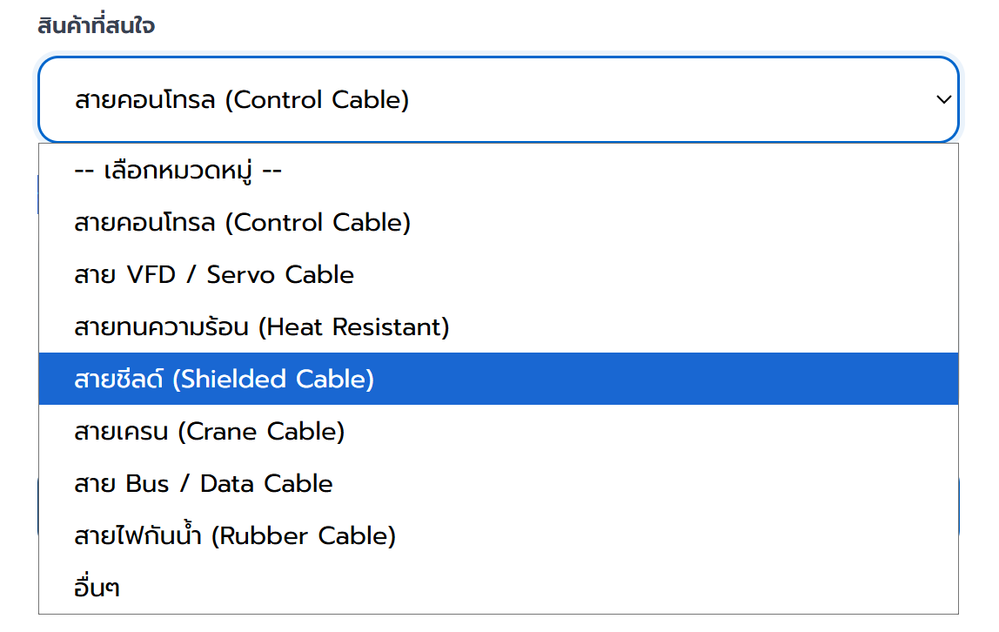 สินค้าที่สนใจ
สายคอนโทรล (Control Cable)
-- เลือกหมวดหมู่ --
สายคอนโทรล (Control Cable)
สาย VFD / Servo Cable
สายทนความร้อน (Heat Resistant)
สายชีลด์ (Shielded Cable)
สายเครน (Crane Cable)
สาย Bus / Data Cable
สายไฟกันน้ำ (Rubber Cable)
อื่นๆ